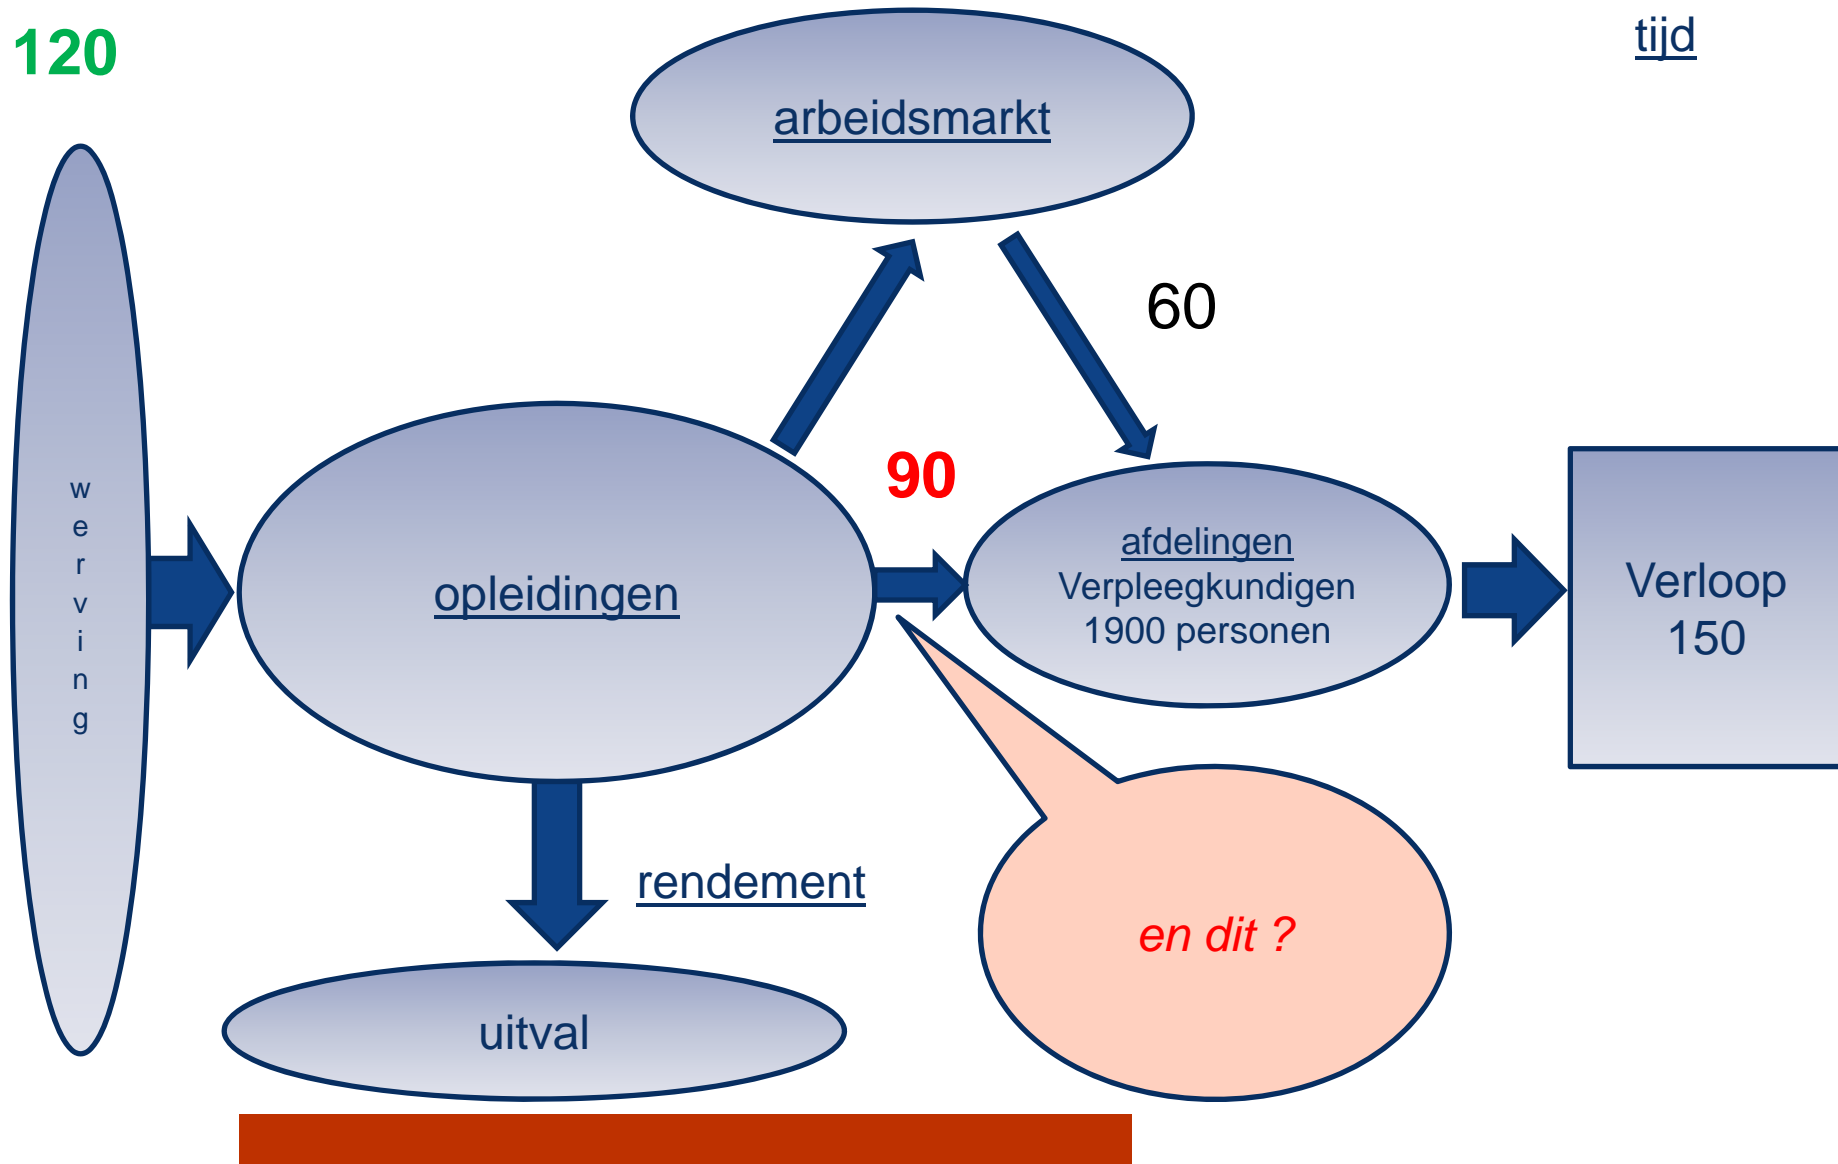 120
tijd
arbeidsmarkt
60
90
w
e
r
v
i
n
g
opleidingen
afdelingen
Verpleegkundigen
1900 personen
Verloop
150
rendement
en dit ?
uitval